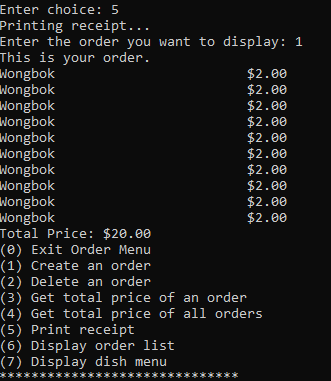 Enter choice: 5
Printing receipt...
Enter the order you want to display: 1
This is your order.
Wongbok $2.00
Wongbok $2.00
Wongbok $2.00
Wongbok $2.00
Wongbok $2.00
Wongbok $2.00
Wongbok $2.00
Wongbok $2.00
Wongbok $2.00
Wongbok $2.00
Total Price: $20.00
(0) Exit Order Menu
(1) Create an order
(2) Delete an order
(3) Get total price of an order
(4) Get total price of all orders
(5) Print receipt
(6) Display order list
(7) Display dish menu
******************************